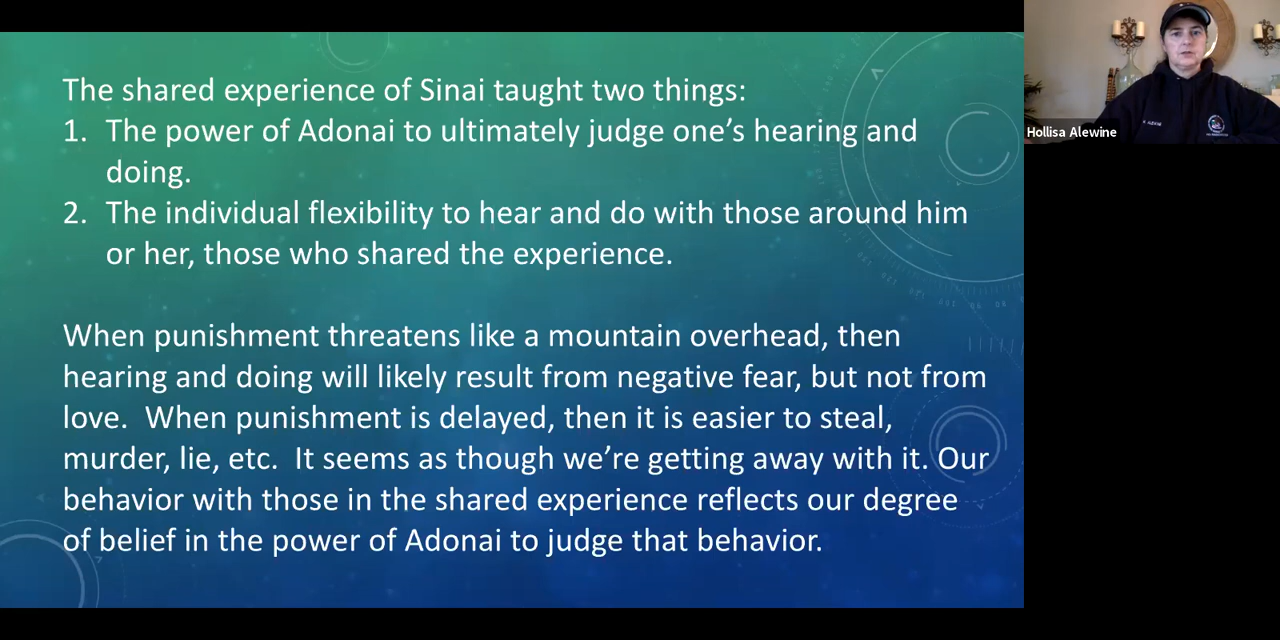 The shared experience of Sinai taught two things:
1. The power of Adonai to ultimately judge one’s hearing and
doing.
2. The individual flexibility to hear and do with those around him
or her, those who shared the experience.
When punishment threatens like a mountain overhead, then
hearing and doing will likely result from negative fear, but not from
love. When punishment is delayed, then it is easier to steal,
murder, lie, etc. It seems as though we’re getting away with it. Our
behavior with those in the shared experience reflects our degree
of belief in the power of Adonai to judge that behavior.
Hollisa Alewine